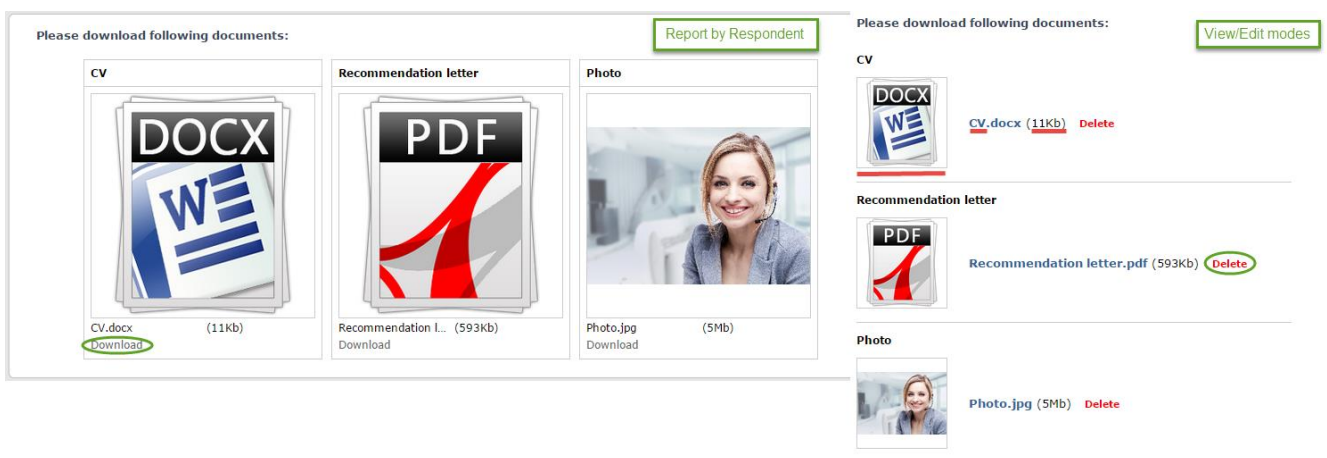 Please download following documents:
Report by Respondent
CV
Recommendation letter
Photo
DOCX
W
PDF
CV.docx (11Kb)
Download
Recommendation l... (593Kb)
Download
Photo.jpg (5Mb)
Download
Please download following documents:
View/Edit modes
CV
DOCX
W
CV.docx (11Kb) Delete
Recommendation letter
PDF
Recommendation letter.pdf (593Kb) Delete
Photo
Photo.jpg (5Mb) Delete